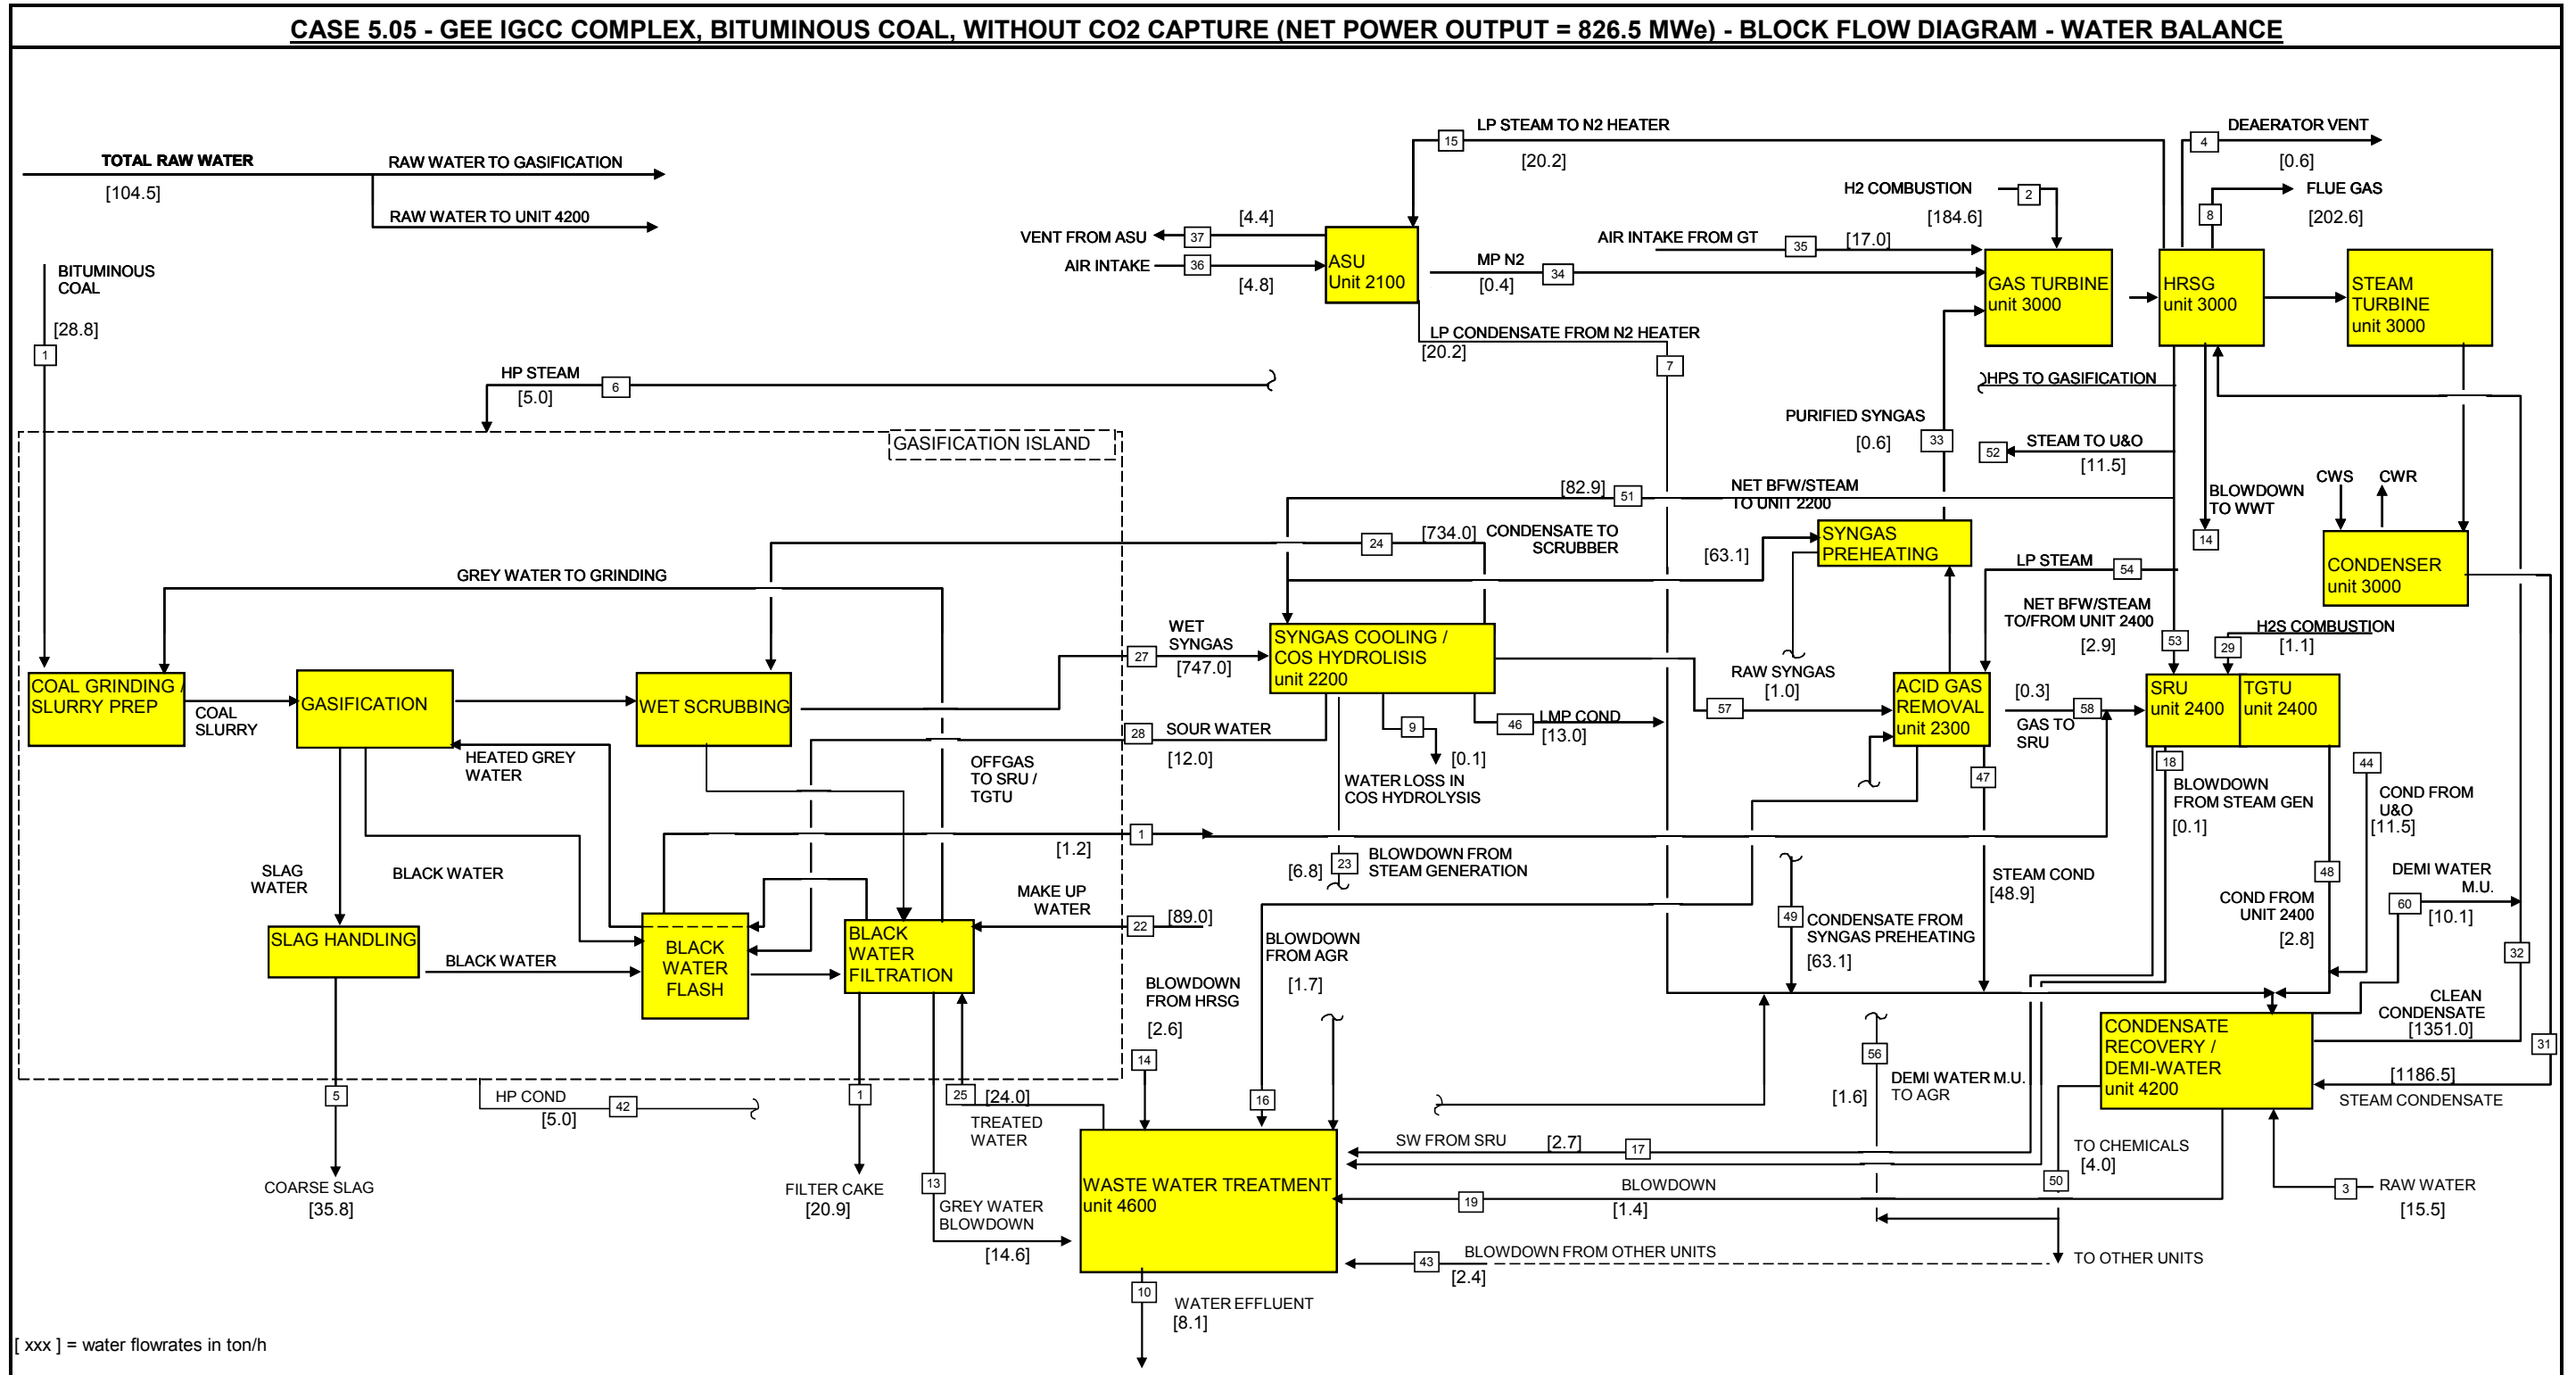 CASE 5.05 - GEE IGCC COMPLEX, BITUMINOUS COAL, WITHOUT CO2 CAPTURE (NET POWER OUTPUT = 826.5 MWe) - BLOCK FLOW DIAGRAM - WATER BALANCE
TOTAL RAW WATER
[104.5]
RAW WATER TO GASIFICATION
RAW WATER TO UNIT 4200
LP STEAM TO N2 HEATER
15
[20.2]
4
DEAERATOR VENT
[0.6]
H2 COMBUSTION
2
[184.6]
8
FLUE GAS
[202.6]
VENT FROM ASU
37
[4.4]
AIR INTAKE
36
[4.8]
ASU
Unit 2100
AIR INTAKE FROM GT
35
[17.0]
MP N2
34
[0.4]
GAS TURBINE
unit 3000
HRSG
unit 3000
STEAM
TURBINE
unit 3000
BITUMINOUS
COAL
[28.8]
1
LP CONDENSATE FROM N2 HEATER
[20.2]
7
HP STEAM
6
[5.0]
HPS TO GASIFICATION
PURIFIED SYNGAS
[0.6]
33
STEAM TO U&O
52
[11.5]
GASIFICATION ISLAND
[82.9]
51
NET BFW/STEAM
TO UNIT 2200
BLOWDOWN
TO WWT
14
CWS
CWR
24
[734.0]
CONDENSATE TO
SCRUBBER
[63.1]
SYNGAS
PREHEATING
LP STEAM
54
CONDENSER
unit 3000
GREY WATER TO GRINDING
NET BFW/STEAM
TO/FROM UNIT 2400
[2.9]
53
H2S COMBUSTION
29
[1.1]
WET
SYNGAS
27
[747.0]
SYNGAS COOLING /
COS HYDROLISIS
unit 2200
RAW SYNGAS
[1.0]
57
COAL GRINDING /
SLURRY PREP
COAL
SLURRY
GASIFICATION
WET SCRUBBING
ACID GAS
REMOVAL
unit 2300
[0.3]
58
GAS TO
SRU
SRU
unit 2400
TGTU
unit 2400
28
SOUR WATER
[12.0]
9
[0.1]
46
LMP COND
[13.0]
HEATED GREY
WATER
OFFGAS
TO SRU /
TGTU
WATER LOSS IN
COS HYDROLYSIS
47
18
BLOWDOWN
FROM STEAM GEN
[0.1]
44
COND FROM
U&O
[11.5]
1
[1.2]
SLAG
WATER
BLACK WATER
[6.8]
23
BLOWDOWN FROM
STEAM GENERATION
STEAM COND
[48.9]
48
DEMI WATER
M.U.
60
[10.1]
MAKE UP
WATER
22
[89.0]
49
CONDENSATE FROM
SYNGAS PREHEATING
[63.1]
COND FROM
UNIT 2400
[2.8]
SLAG HANDLING
BLACK WATER
BLACK
WATER
FLASH
BLACK
WATER
FILTRATION
BLOWDOWN
FROM AGR
[1.7]
32
BLOWDOWN
FROM HRSG
[2.6]
14
CLEAN
CONDENSATE
[1351.0]
31
CONDENSATE
RECOVERY /
DEMI-WATER
unit 4200
56
[1.6]
DEMI WATER M.U.
TO AGR
[1186.5]
STEAM CONDENSATE
5
HP COND
42
[5.0]
1
25
[24.0]
TREATED
WATER
16
SW FROM SRU
[2.7]
17
TO CHEMICALS
[4.0]
50
3
RAW WATER
[15.5]
COARSE SLAG
[35.8]
FILTER CAKE
[20.9]
13
GREY WATER
BLOWDOWN
[14.6]
WASTE WATER TREATMENT
unit 4600
19
BLOWDOWN
[1.4]
43
BLOWDOWN FROM OTHER UNITS
[2.4]
TO OTHER UNITS
10
WATER EFFLUENT
[8.1]
[ xxx ] = water flowrates in ton/h